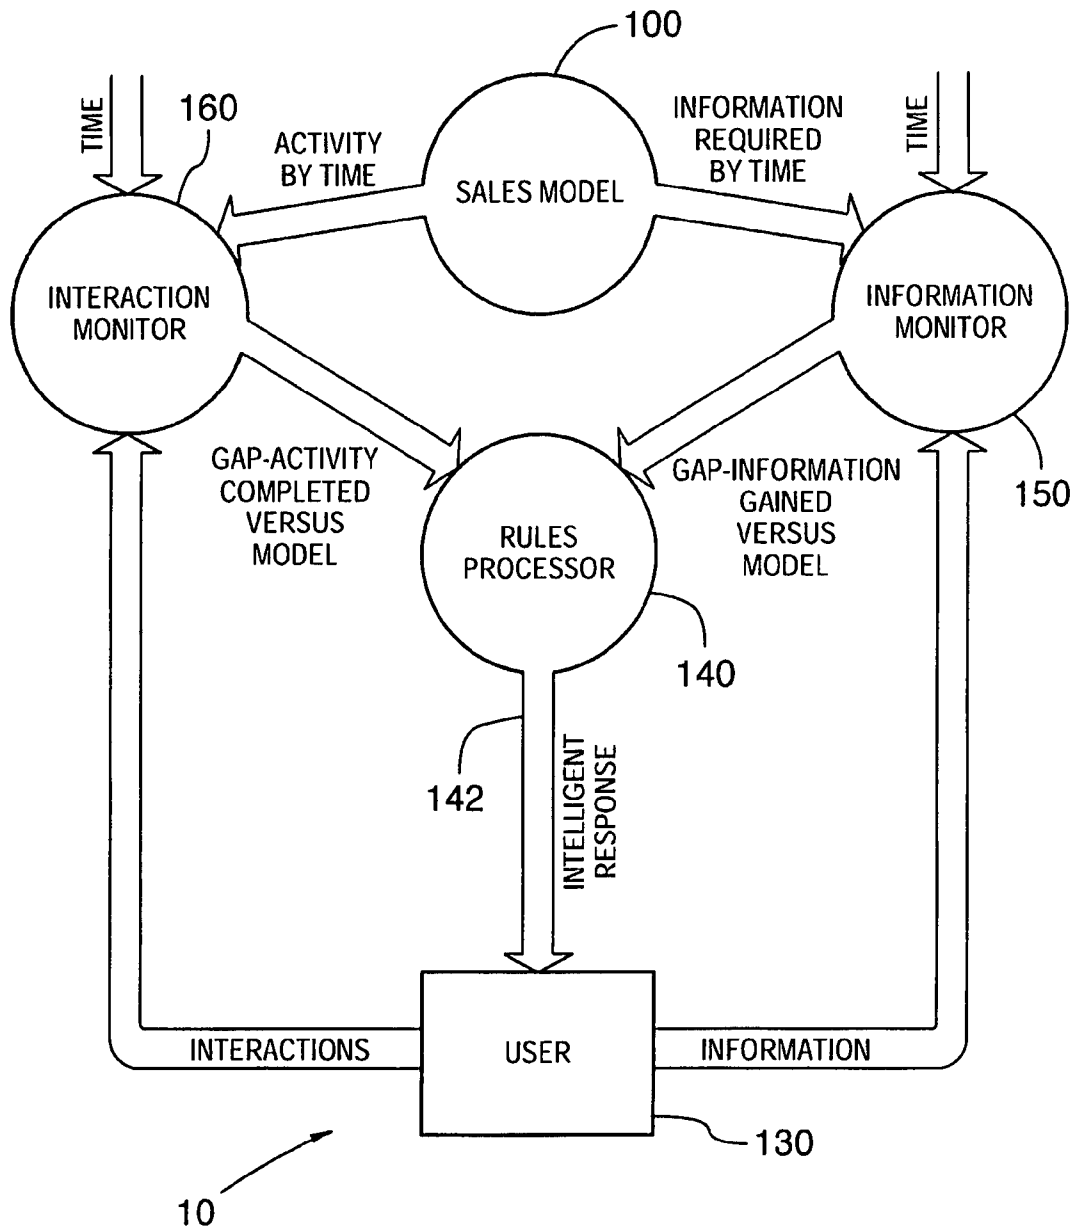 100
TIME
160
ACTIVITY
BY TIME
SALES MODEL
INFORMATION
REQUIRED
BY TIME
TIME
INTERACTION
MONITOR
INFORMATION
MONITOR
150
GAP-ACTIVITY
COMPLETED
VERSUS
MODEL
RULES
PROCESSOR
GAP-INFORMATION
GAINED
VERSUS
MODEL
140
142
INTELLIGENT
RESPONSE
INTERACTIONS
USER
INFORMATION
130
10